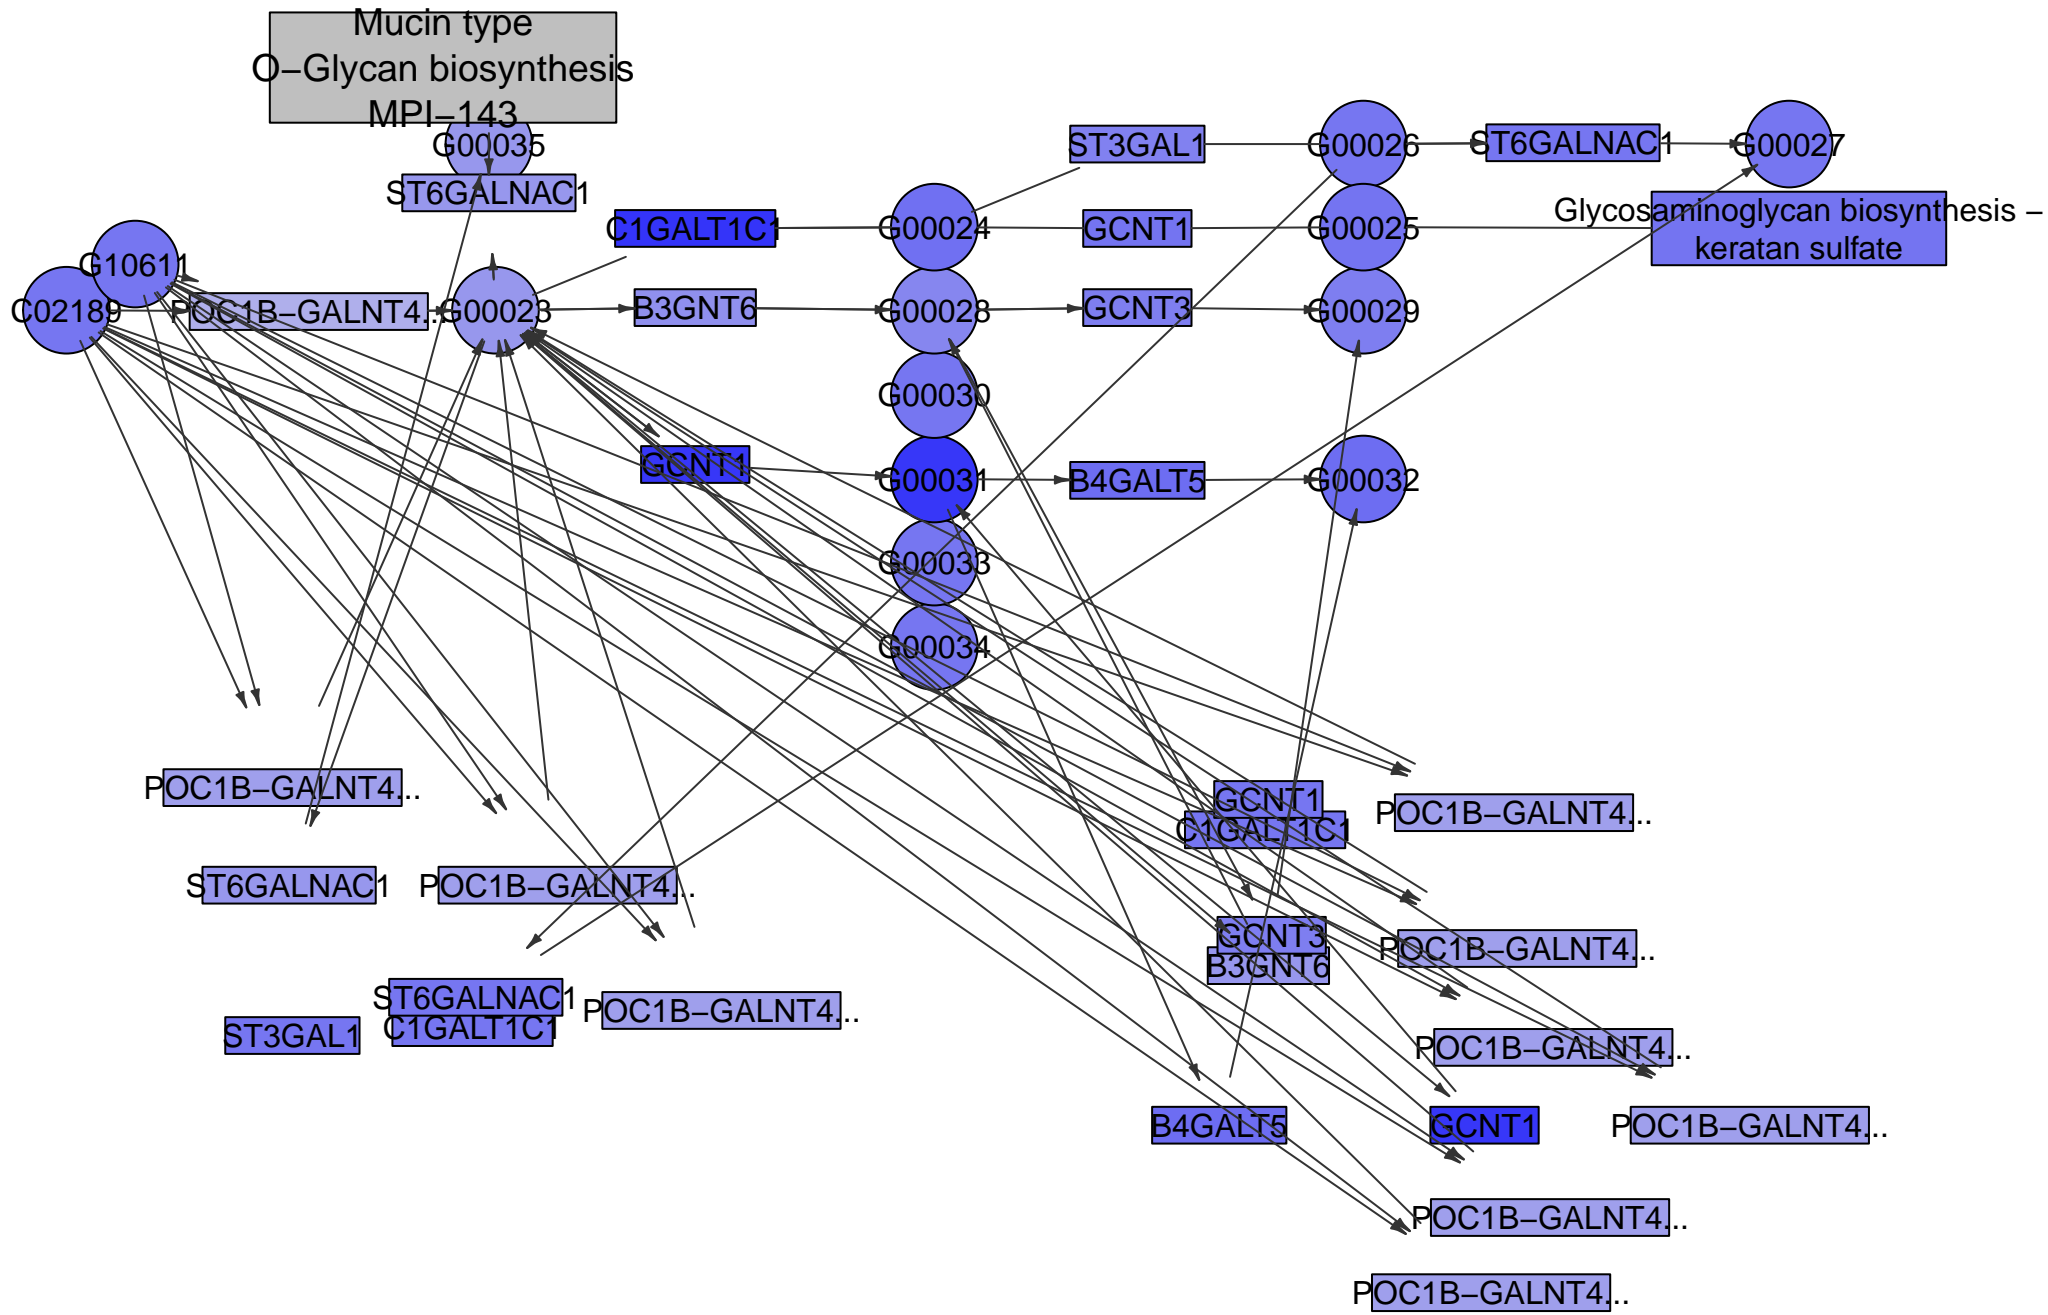 Mucin type
O–Glycan biosynthesis
MPI–143
G00035
ST3GAL1
G00026
ST6GALNAC1
G00027
ST6GALNAC1
C1GALT1C1
G00024
GCNT1
G00025
Glycosaminoglycan biosynthesis –
keratan sulfate
G10611
C02189
POC1B–GALNT4...
G00023
B3GNT6
G00028
GCNT3
G00029
G00030
GCNT1
G00031
B4GALT5
G00032
G00033
G00034
POC1B–GALNT4...
GCNT1
POC1B–GALNT4...
C1GALT1C1
ST6GALNAC1
POC1B–GALNT4...
GCNT3
POC1B–GALNT4...
B3GNT6
ST6GALNAC1
POC1B–GALNT4...
ST3GAL1
C1GALT1C1
POC1B–GALNT4...
B4GALT5
GCNT1
POC1B–GALNT4...
POC1B–GALNT4...
POC1B–GALNT4...